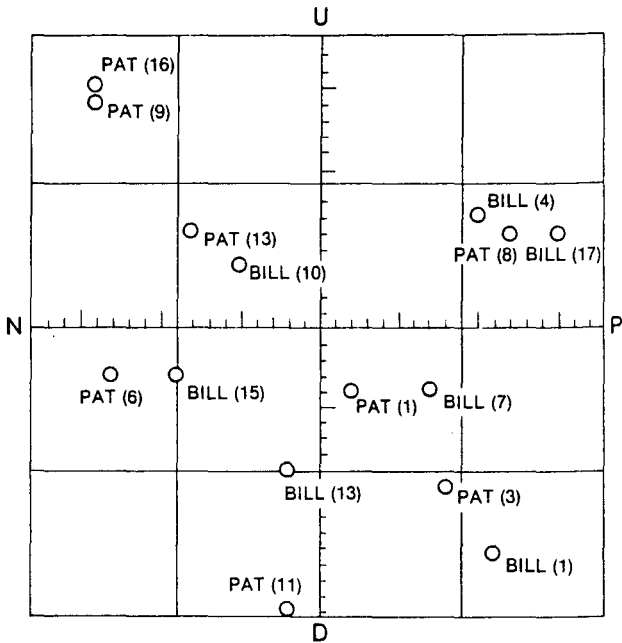 U
PAT (16)
PAT (9)
BILL (4)
PAT (13)
PAT (8) BILL (17)
BILL (10)
N P
PAT (6) BILL (15) PAT (1) BILL (7)
BILL (13) PAT (3)
BILL (1)
PAT (11)
D